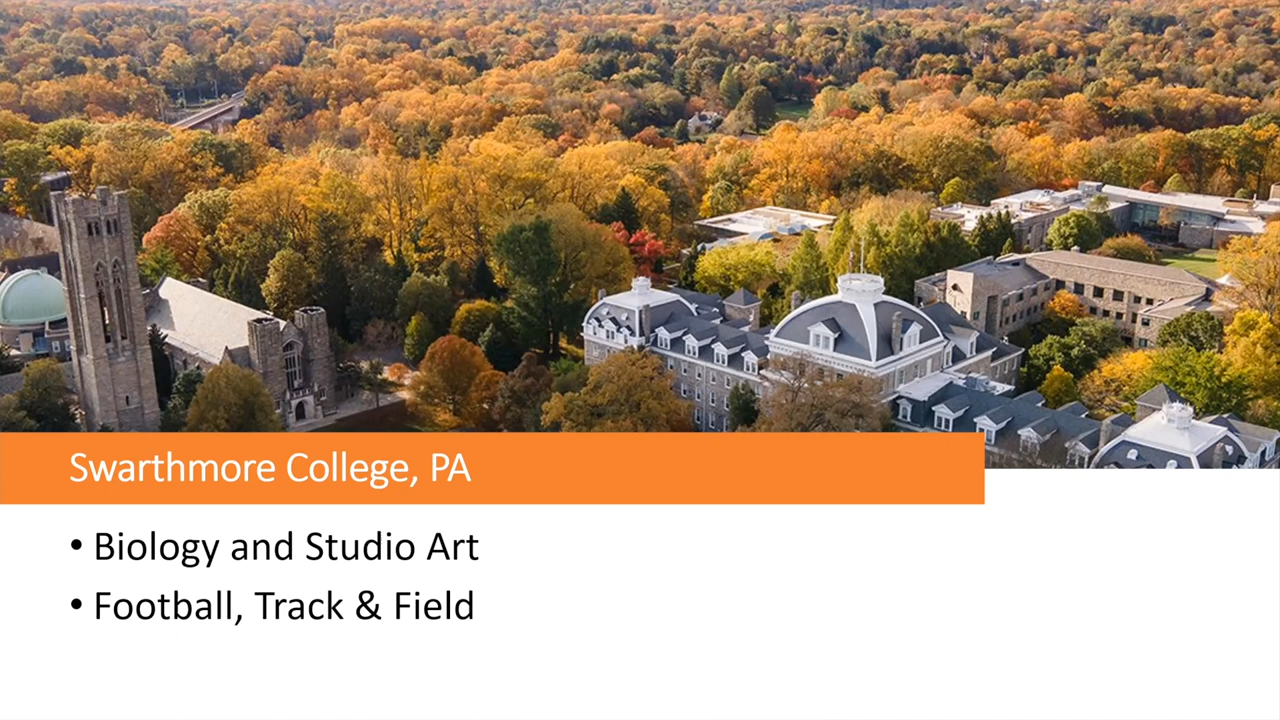 Swarthmore College, PA
• Biology and Studio Art
• Football, Track & Field